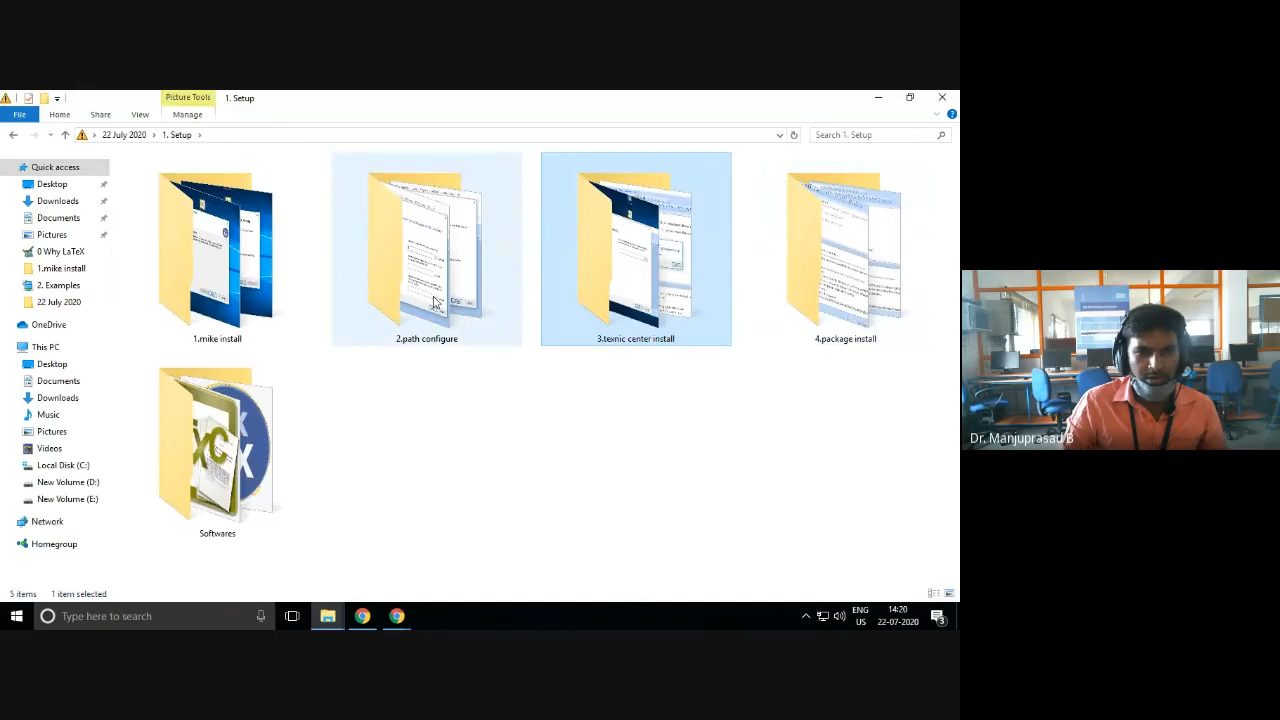 Picture Tools
1. Setup
File
Home
Share
View
Manage
22 July 2020
1. Setup
Search 1. Setup
Quick access
Desktop
Downloads
Documents
Pictures
0 Why LaTeX
1.mike install
2. Examples
22 July 2020
OneDrive
This PC
Desktop
Documents
Downloads
Music
Pictures
Videos
Local Disk (C:)
New Volume (D:)
New Volume (E:)
Network
Homegroup
1.mike install
2.path configure
3.texnic center install
4.package install
Softwares
5 items
1 item selected
Type here to search
ENG
US
14:20
22-07-2020
3
Dr. Manjuprasad B